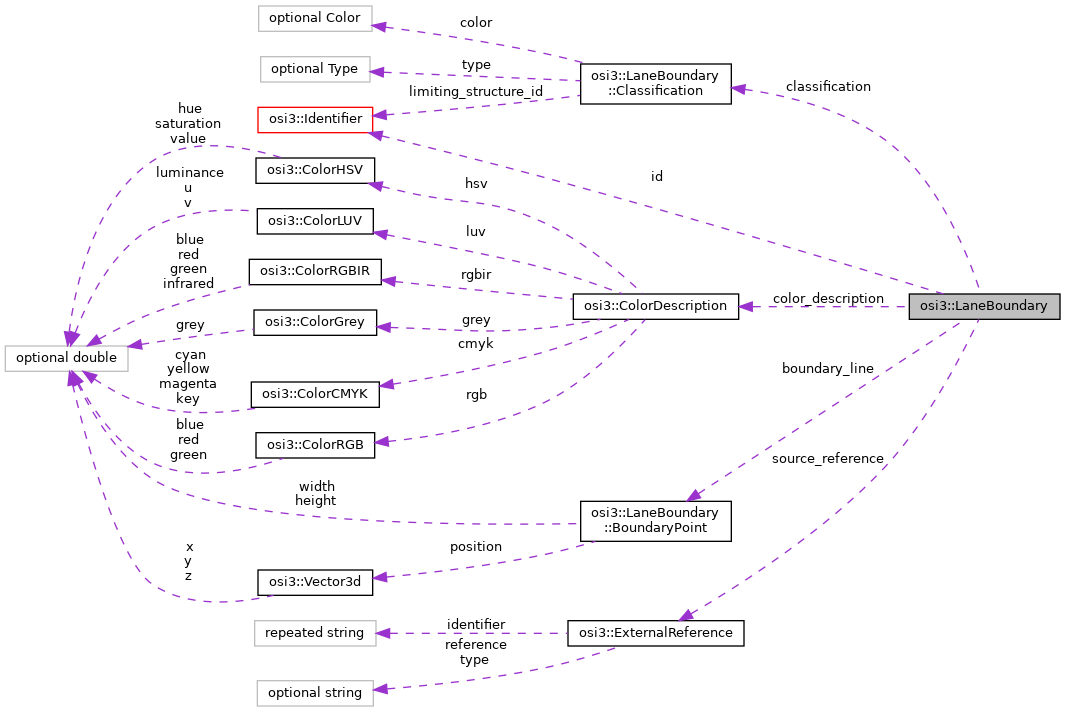 optional Color
color
optional Type
type
osi3::LaneBoundary
::Classification
classification
limiting_structure_id
hue
saturation
value
osi3::Identifier
osi3::ColorHSV
hsv
id
luminance
u
v
osi3::ColorLUV
luv
blue
red
green
infrared
osi3::ColorRGBIR
rgbir
osi3::ColorDescription
color_description
osi3::LaneBoundary
grey
osi3::ColorGrey
grey
optional double
cmyk
cyan
yellow
magenta
key
osi3::ColorCMYK
rgb
boundary_line
blue
red
green
osi3::ColorRGB
source_reference
width
height
osi3::LaneBoundary
::BoundaryPoint
x
y
z
position
osi3::Vector3d
repeated string
identifier
osi3::ExternalReference
reference
type
optional string